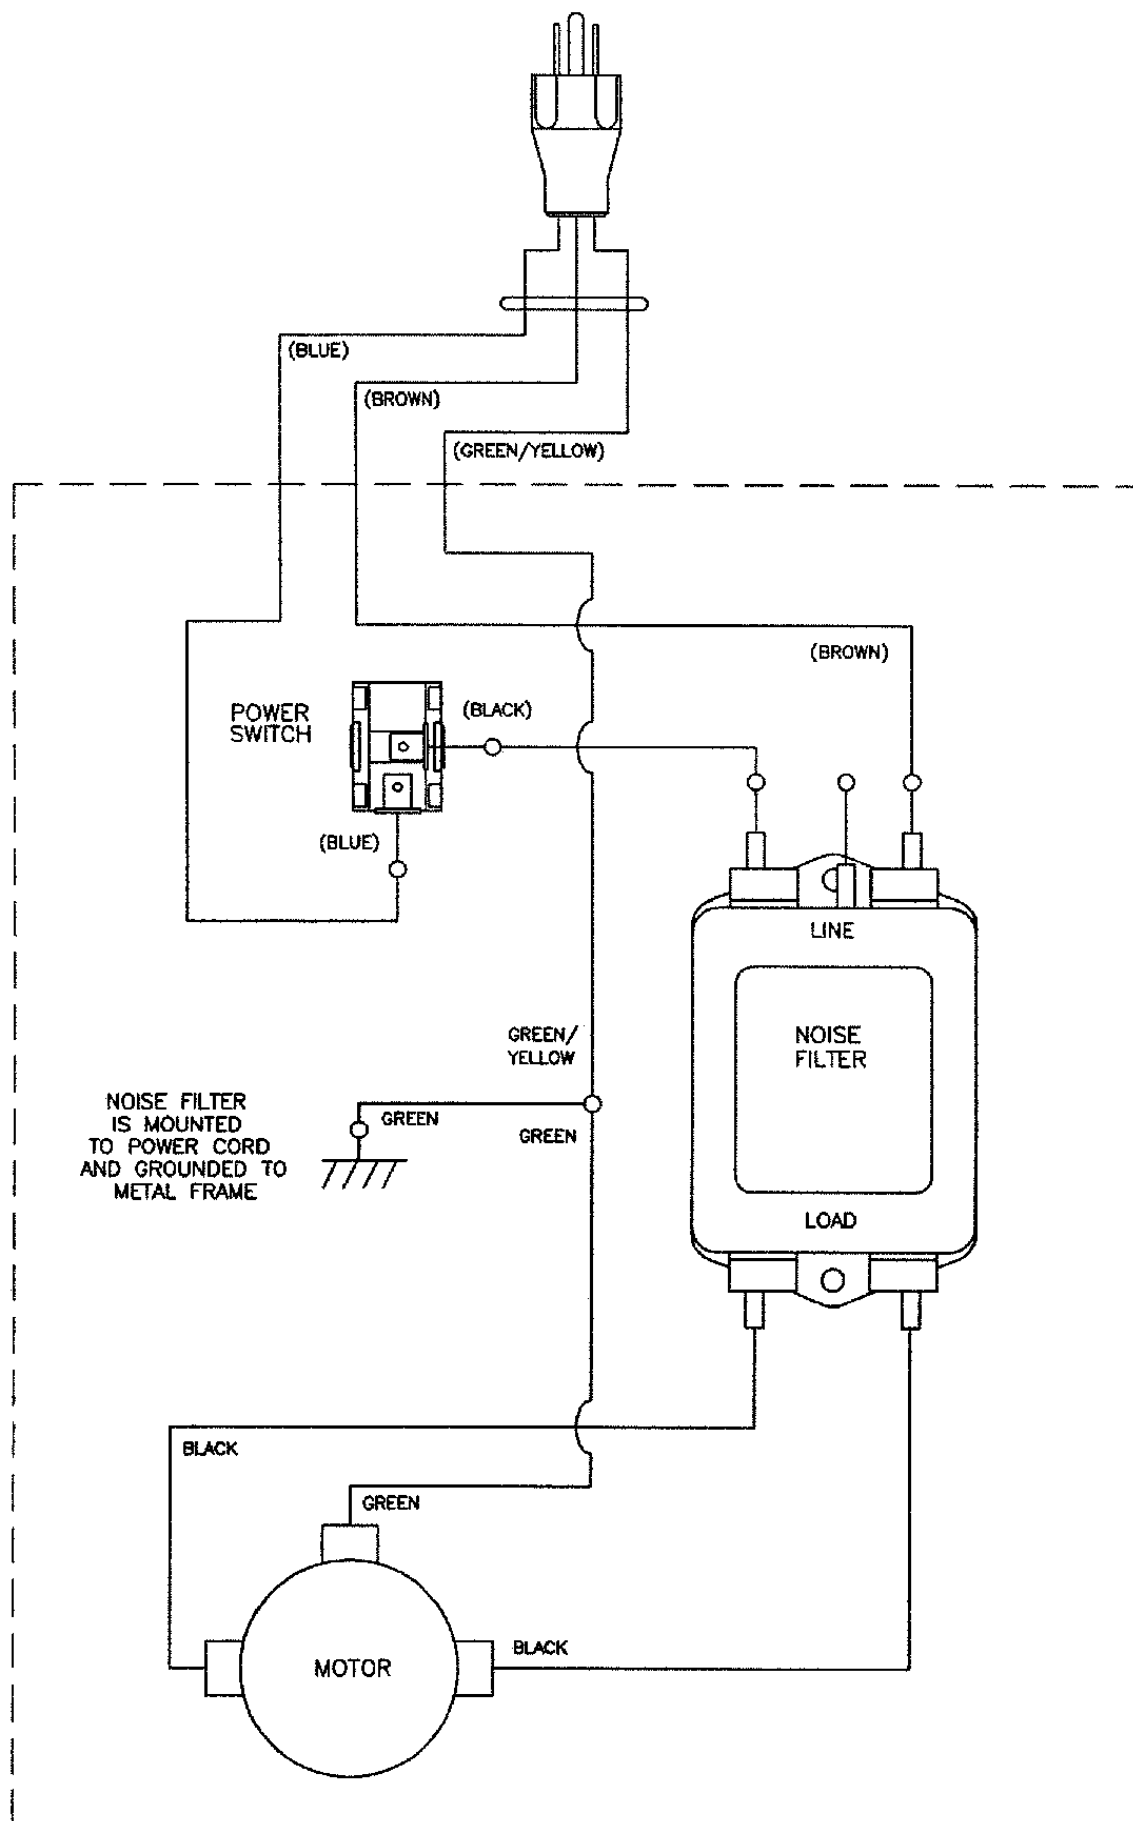 (BLUE)
(BROWN)
(GREEN/YELLOW)
(BROWN)
POWER
SWITCH
(BLACK)
(BLUE)
LINE
NOISE
FILTER
GREEN/
YELLOW
NOISE FILTER
IS MOUNTED
TO POWER CORD
AND GROUNDED TO
METAL FRAME
GREEN
GREEN
LOAD
BLACK
GREEN
MOTOR
BLACK